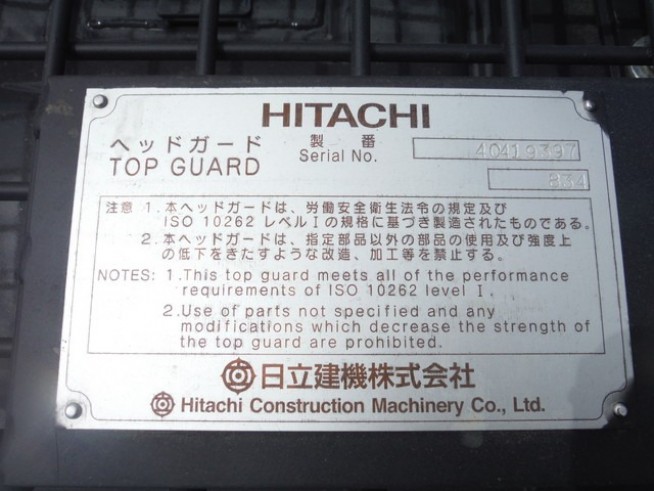 HITACHI
ヘッドガード 製番 40419397
TOP GUARD Serial No.
834
注意 1. 本ヘッドガードは、労働安全衛生法令の規定及び
ISO 10262 レベルⅠの規格に基づき製造されたものである。
2. 本ヘッドガードは、指定部品以外の部品の使用及び強度上
の低下をきたすような改造、加工等を禁止する。
NOTES: 1. This top guard meets all of the performance
requirements of ISO 10262 level Ⅰ.
2. Use of parts not specified and any
modifications which decrease the strength of
the top guard are prohibited.
日立建機株式会社
Hitachi Construction Machinery Co., Ltd.